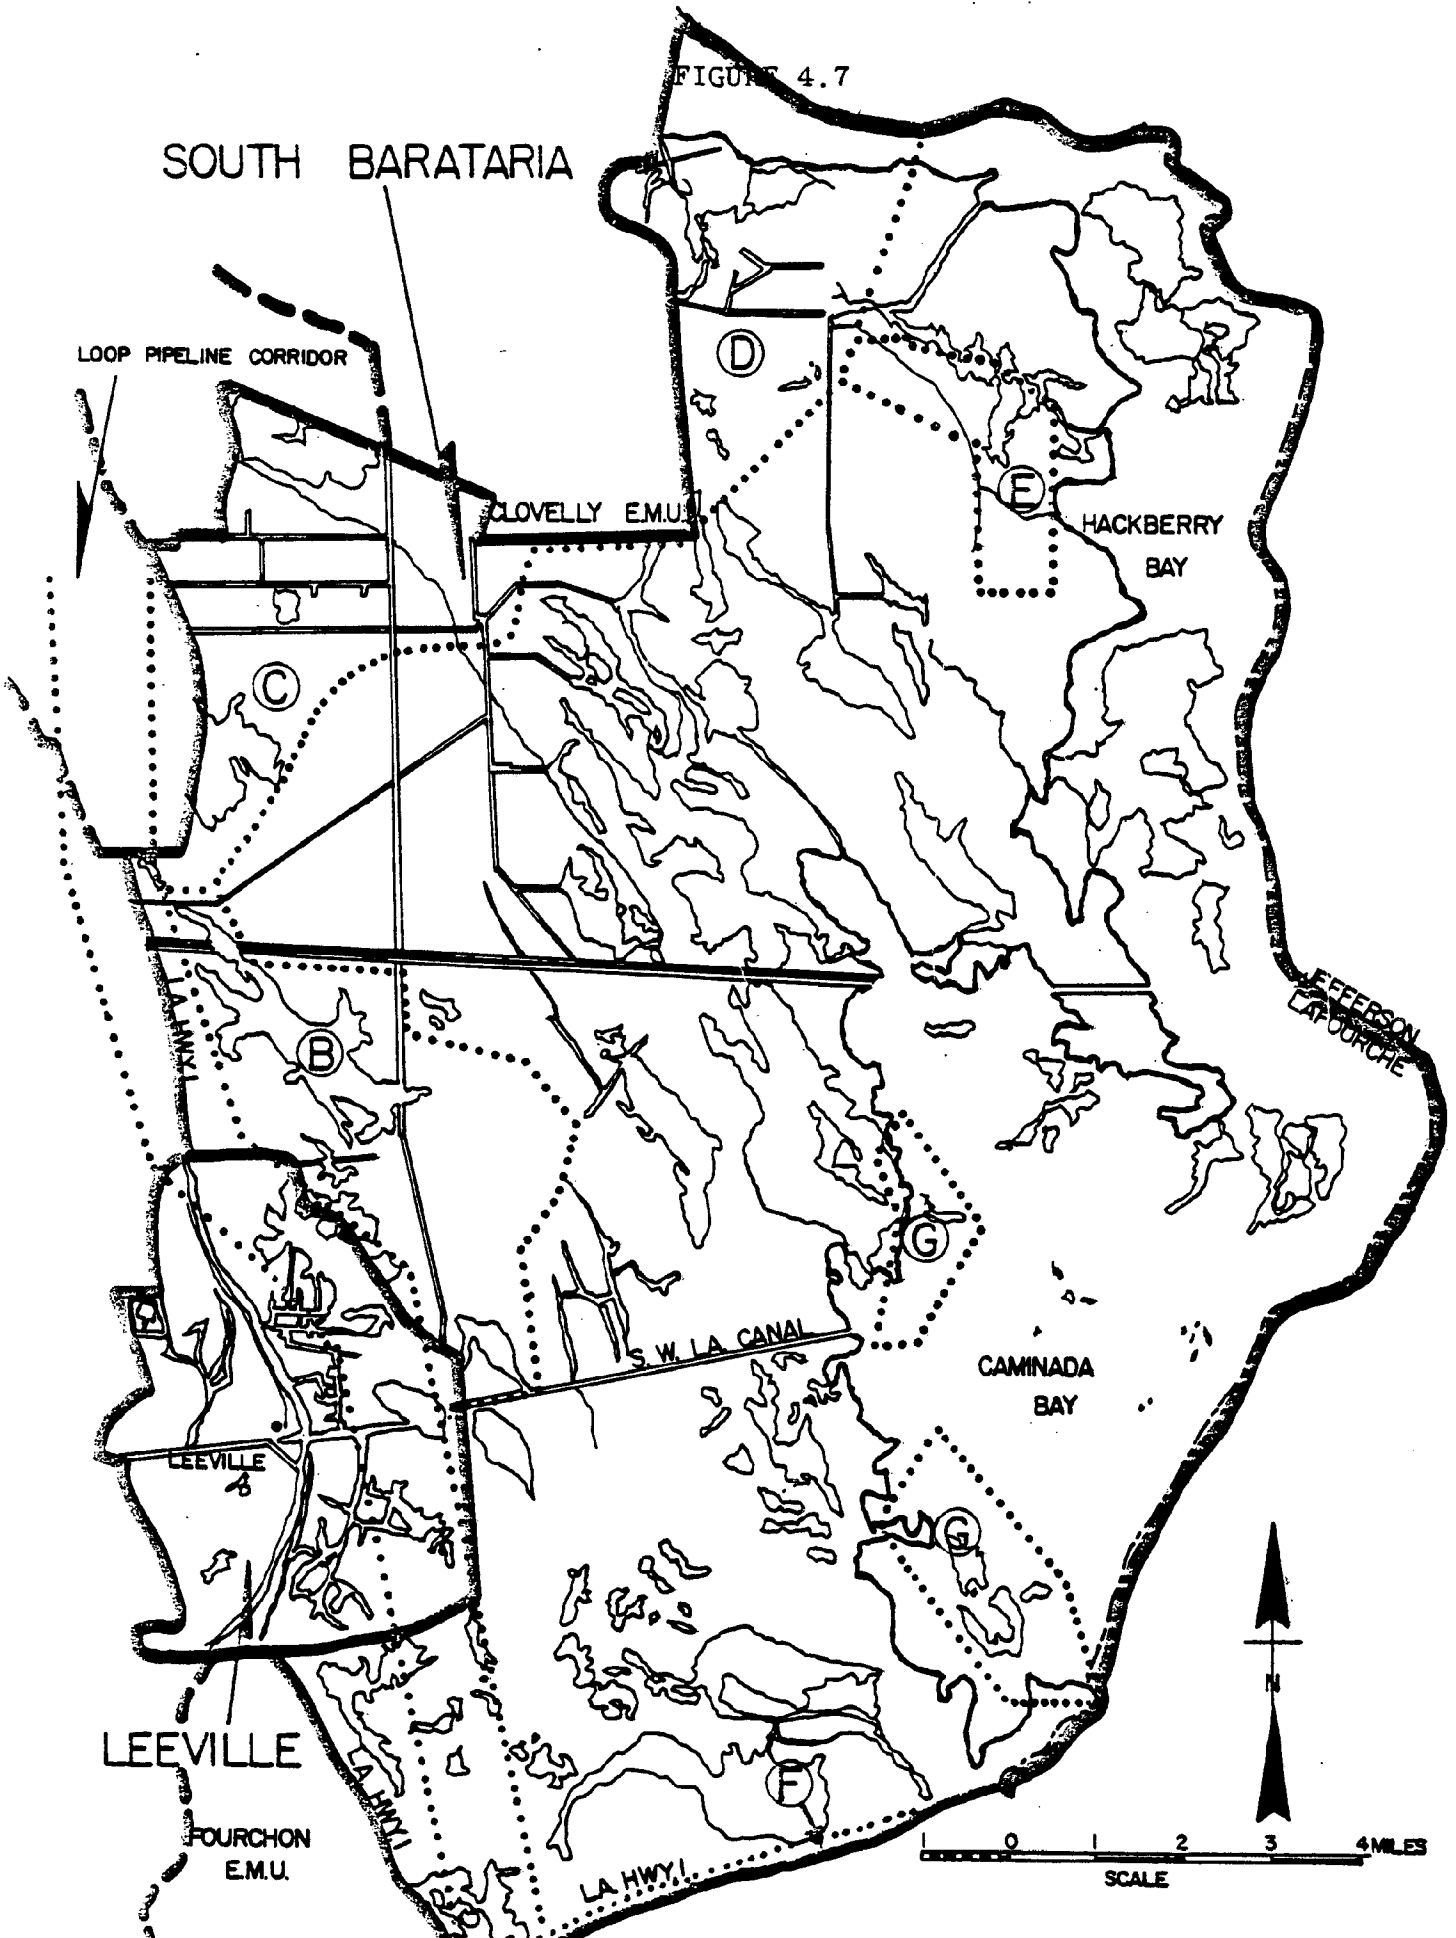 FIGURE 4.7
SOUTH BARATARIA
LOOP PIPELINE CORRIDOR
D
CLOVELLY E.M.U.
E
HACKBERRY
BAY
C
JEFFERSON
LAFOURCHE
LA. HWY. 1
B
G
S. W. LA. CANAL
CAMINADA
BAY
LEEVILLE
G
N
LEEVILLE
LA. HWY. 1
F
FOURCHON
E.M.U.
LA. HWY. 1
1 0 1 2 3 4 MILES
SCALE